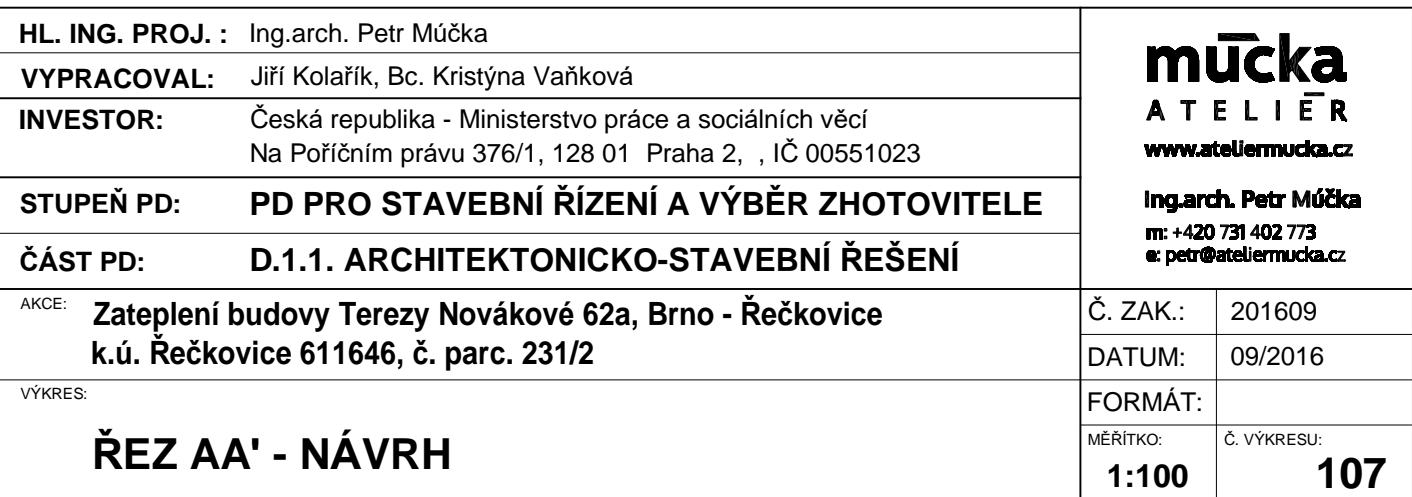 HL. ING. PROJ. : Ing.arch. Petr Múčka
VYPRACOVAL: Jiří Kolařík, Bc. Kristýna Vaňková
INVESTOR: Česká republika - Ministerstvo práce a sociálních věcí
Na Poříčním právu 376/1, 128 01 Praha 2, , IČ 00551023
STUPEŇ PD: PD PRO STAVEBNÍ ŘÍZENÍ A VÝBĚR ZHOTOVITELE
ČÁST PD: D.1.1. ARCHITEKTONICKO-STAVEBNÍ ŘEŠENÍ
mūcka
ATELIĒR
www.ateliermucka.cz
Ing.arch. Petr Múčka
m: +420 731 402 773
e: petr@ateliermucka.cz
AKCE: Zateplení budovy Terezy Novákové 62a, Brno - Řečkovice
k.ú. Řečkovice 611646, č. parc. 231/2
Č. ZAK.: 201609
DATUM: 09/2016
FORMÁT:
VÝKRES:
ŘEZ AA' - NÁVRH
MĚŘÍTKO:
1:100
Č. VÝKRESU:
107